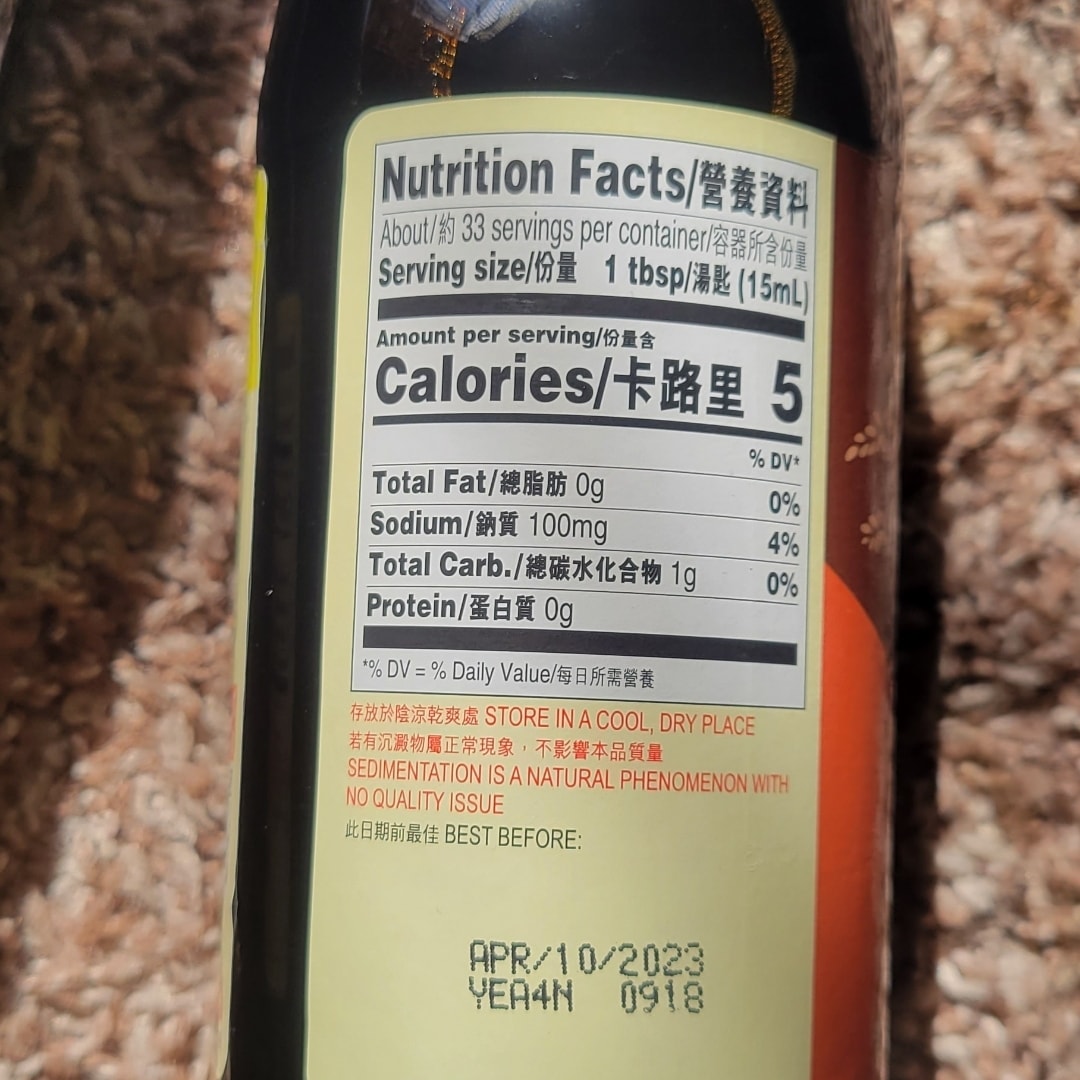 Nutrition Facts/營養資料
About/約 33 servings per container/容器所含份量
Serving size/份量 1 tbsp/湯匙 (15mL)
Amount per serving/份量含
Calories/卡路里 5
% DV*
Total Fat/總脂肪 0g 0%
Sodium/鈉質 100mg 4%
Total Carb./總碳水化合物 1g 0%
Protein/蛋白質 0g
*% DV = % Daily Value/每日所需營養
存放於陰涼乾爽處 STORE IN A COOL, DRY PLACE
若有沉澱物屬正常現象，不影響本品質量
SEDIMENTATION IS A NATURAL PHENOMENON WITH
NO QUALITY ISSUE
此日期前最佳 BEST BEFORE:
APR/10/2023
YEA4N 0918